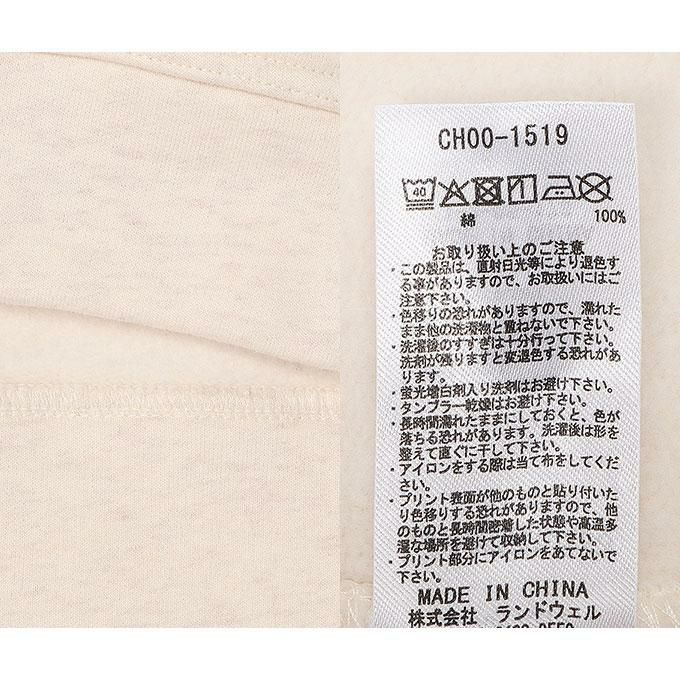 CH00-1519
40
綿 100%
お取り扱い上のご注意
・この製品は、直射日光等により退色す
る事がありますので、お取扱いにはご
注意下さい。
・色移りの恐れがありますので、濡れた
まま他の洗濯物と重ねないで下さい。
・洗濯後のすすぎは十分行って下さい。
洗剤が残りますと変退色する恐れがあり
ます。
・蛍光増白剤入り洗剤はお避け下さい。
・タンブラー乾燥はお避け下さい。
・長時間濡れたままにしておくと、色が
落ちる恐れがあります。洗濯後は形を
整えて直ぐに干して下さい。
・アイロンをする際は当て布をしてくだ
さい。
・プリント表面が他のものと貼り付いた
り色移りする恐れがありますので、他
のものと長時間密着した状態や高温多
湿な場所を避けて収納して下さい。
・プリント部分にアイロンをあてないで
下さい。
MADE IN CHINA
株式会社 ランドウェル